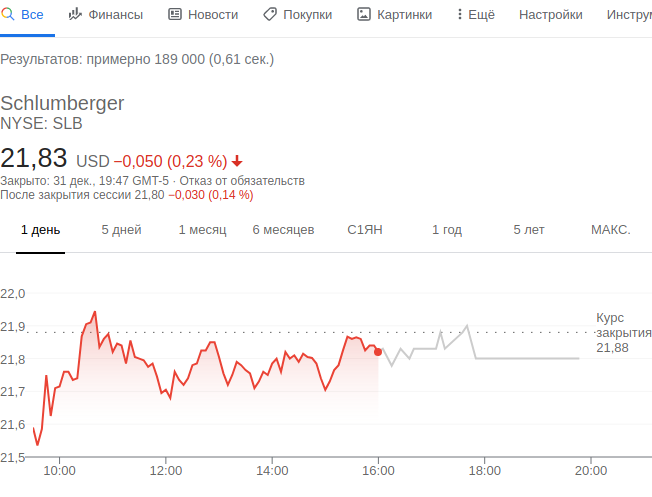 Все Финансы Новости Покупки Картинки Ещё Настройки Инстру
Результатов: примерно 189 000 (0,61 сек.)
Schlumberger
NYSE: SLB
21,83 USD −0,050 (0,23 %)
Закрыто: 31 дек., 19:47 GMT-5 · Отказ от обязательств
После закрытия сессии 21,80 −0,030 (0,14 %)
1 день 5 дней 1 месяц 6 месяцев С1ЯН 1 год 5 лет МАКС.
22,0
21,9
21,8
21,7
21,6
21,5
Курс
закрытия
21,88
10:00 12:00 14:00 16:00 18:00 20:00